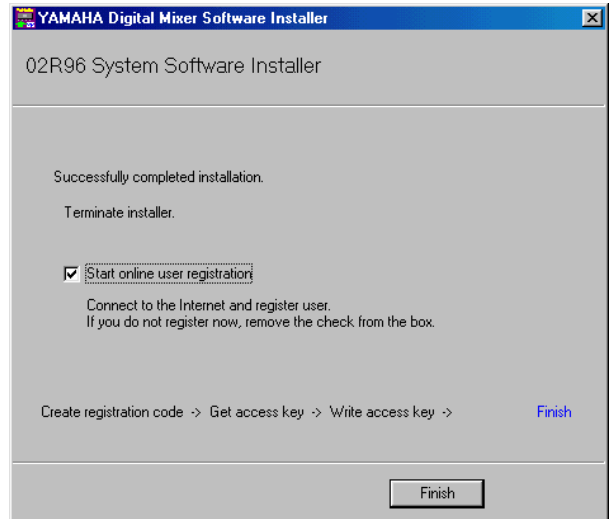 YAMAHA Digital Mixer Software Installer
02R96 System Software Installer
Successfully completed installation.
Terminate installer.
Start online user registration
Connect to the Internet and register user.
If you do not register now, remove the check from the box.
Create registration code -> Get access key -> Write access key -> Finish
Finish